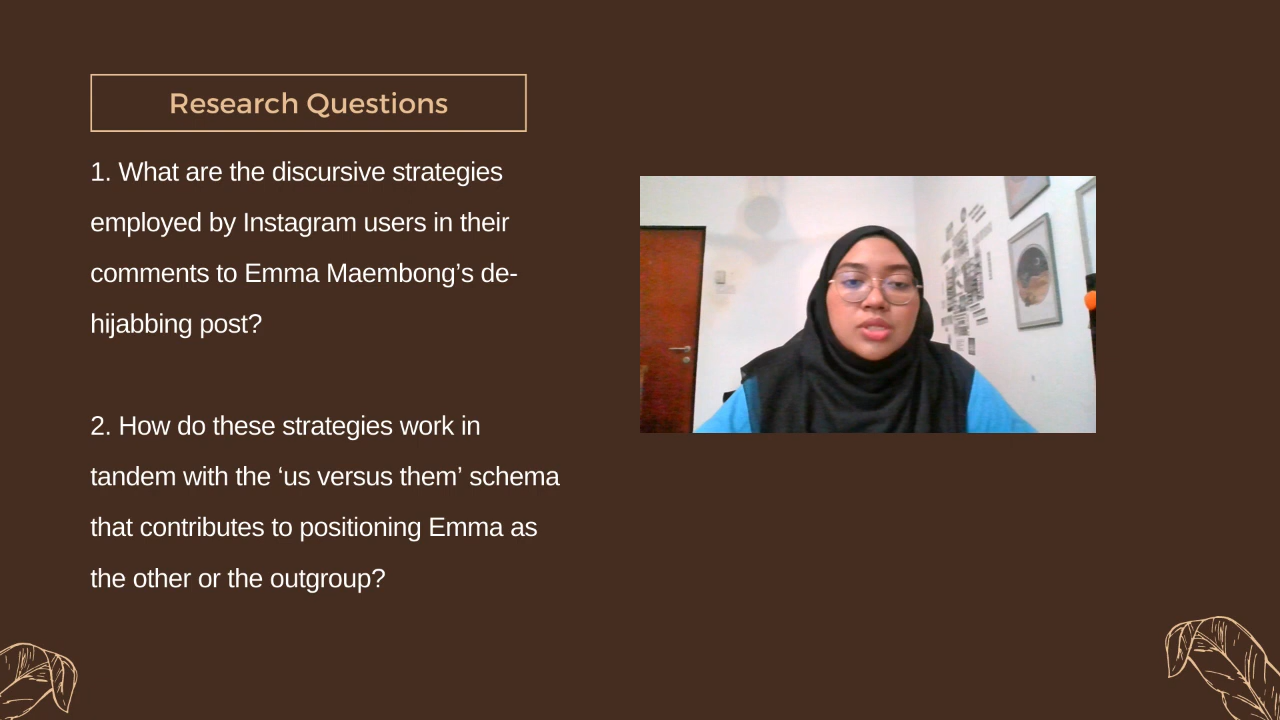 Research Questions
1. What are the discursive strategies
employed by Instagram users in their
comments to Emma Maembong’s de-
hijabbing post?
2. How do these strategies work in
tandem with the ‘us versus them’ schema
that contributes to positioning Emma as
the other or the outgroup?